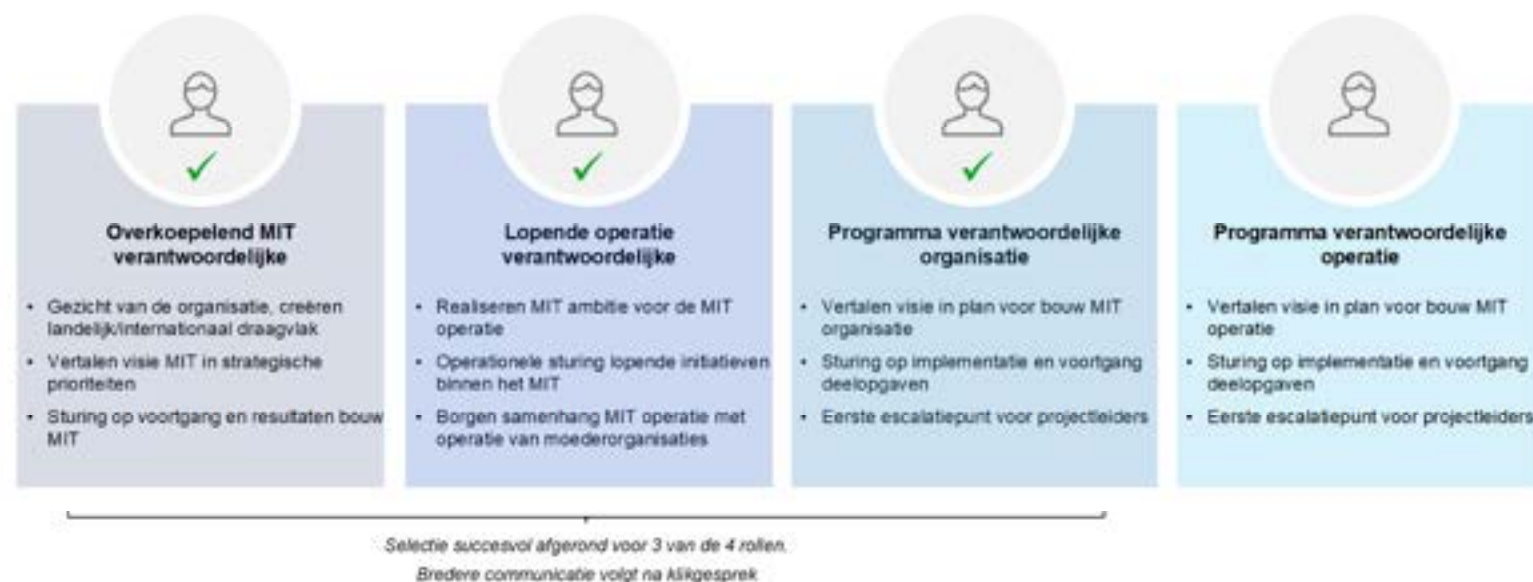 Overkoepelend MIT
verantwoordelijke
• Gezicht van de organisatie, creëren
landelijk/internationaal draagvlak
• Vertalen visie MIT in strategische
prioriteiten
• Sturing op voortgang en resultaten bouw
MIT
Lopende operatie
verantwoordelijke
• Realiseren MIT ambitie voor de MIT
operatie
• Operationele sturing lopende initiatieven
binnen het MIT
• Borgen samenhang MIT operatie met
operatie van moederorganisaties
Programma verantwoordelijke
organisatie
• Vertalen visie in plan voor bouw MIT
organisatie
• Sturing op implementatie en voortgang
deelopgaven
• Eerste escalatiepunt voor projectleiders
Programma verantwoordelijke
operatie
• Vertalen visie in plan voor bouw MIT
operatie
• Sturing op implementatie en voortgang
deelopgaven
• Eerste escalatiepunt voor projectleiders
Selectie succesvol afgerond voor 3 van de 4 rollen.
Bredere communicatie volgt na klikgesprek